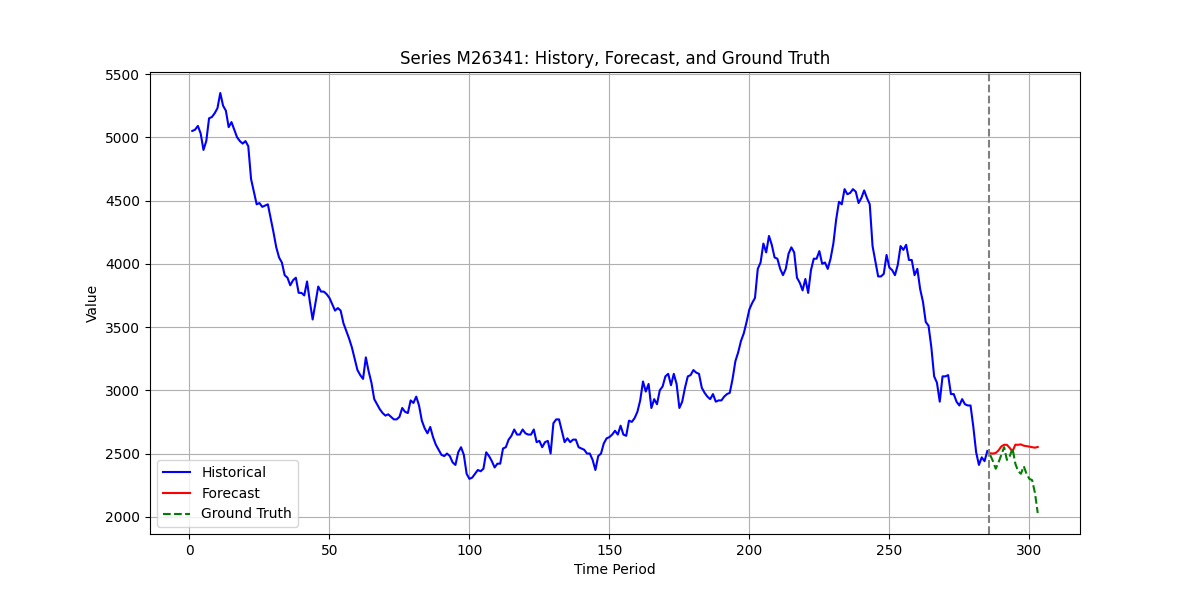 Series M26341: History, Forecast, and Ground Truth
5500
5000
4500
4000
3500
3000
2500
2000
Value
Historical
Forecast
Ground Truth
0
50
100
150
200
250
300
Time Period